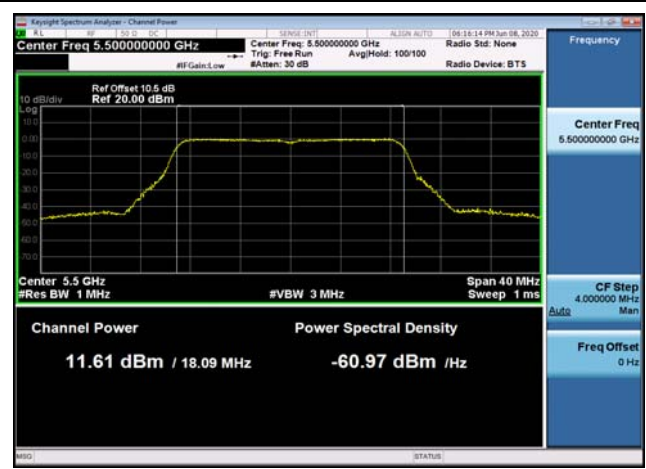 Keysight Spectrum Analyzer - Channel Power
RL RF 50 Ω DC SENSE:INT ALIGN AUTO 06:16:14 PM Jun 08, 2020
Center Freq 5.500000000 GHz
Center Freq: 5.500000000 GHz
Radio Std: None
Trig: Free Run Avg|Hold: 100/100
#IFGain:Low
#Atten: 30 dB
Radio Device: BTS
Ref Offset 10.5 dB
10 dB/div Ref 20.00 dBm
Log
10.0
0.00
10.0
20.0
30.0
40.0
50.0
60.0
70.0
Center 5.5 GHz
Span 40 MHz
#Res BW 1 MHz
#VBW 3 MHz
Sweep 1 ms
Channel Power
Power Spectral Density
11.61 dBm / 18.09 MHz
-60.97 dBm /Hz
Frequency
Center Freq
5.500000000 GHz
CF Step
4.000000 MHz
Auto Man
Freq Offset
0 Hz
MSG
STATUS